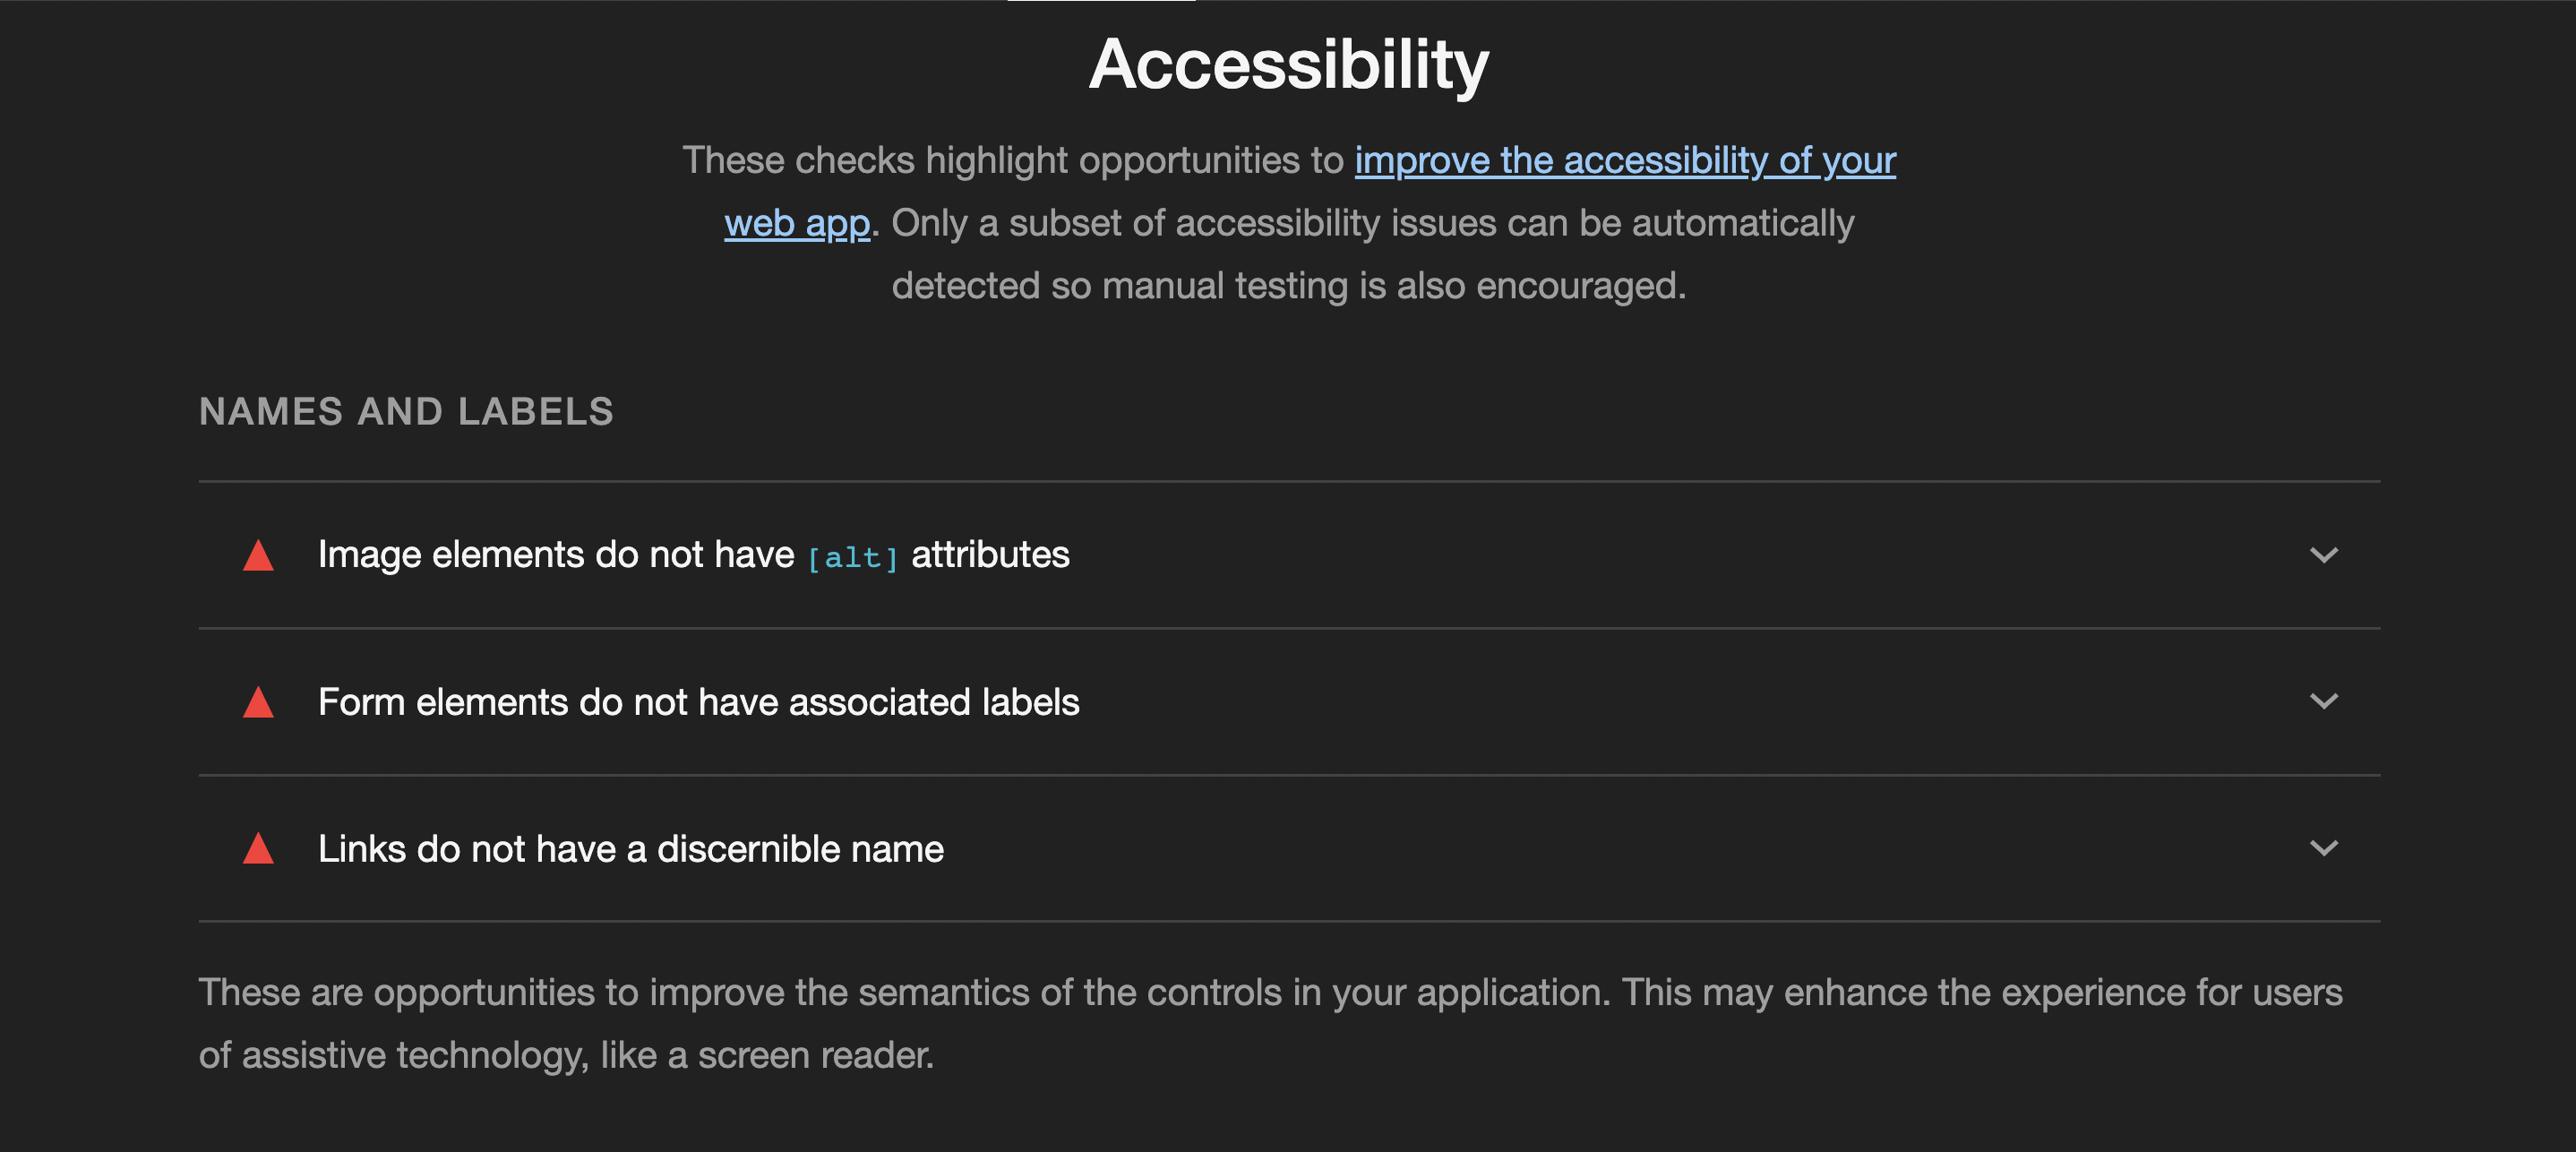 Accessibility
These checks highlight opportunities to improve the accessibility of your
web app. Only a subset of accessibility issues can be automatically
detected so manual testing is also encouraged.
NAMES AND LABELS
Image elements do not have [alt] attributes
Form elements do not have associated labels
Links do not have a discernible name
These are opportunities to improve the semantics of the controls in your application. This may enhance the experience for users
of assistive technology, like a screen reader.